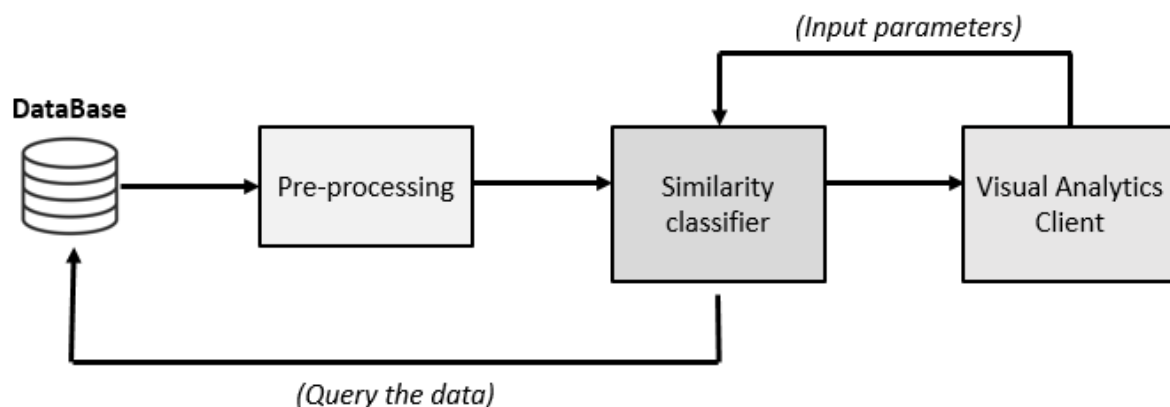 (Input parameters)
DataBase
Pre-processing
Similarity
classifier
Visual Analytics
Client
(Query the data)